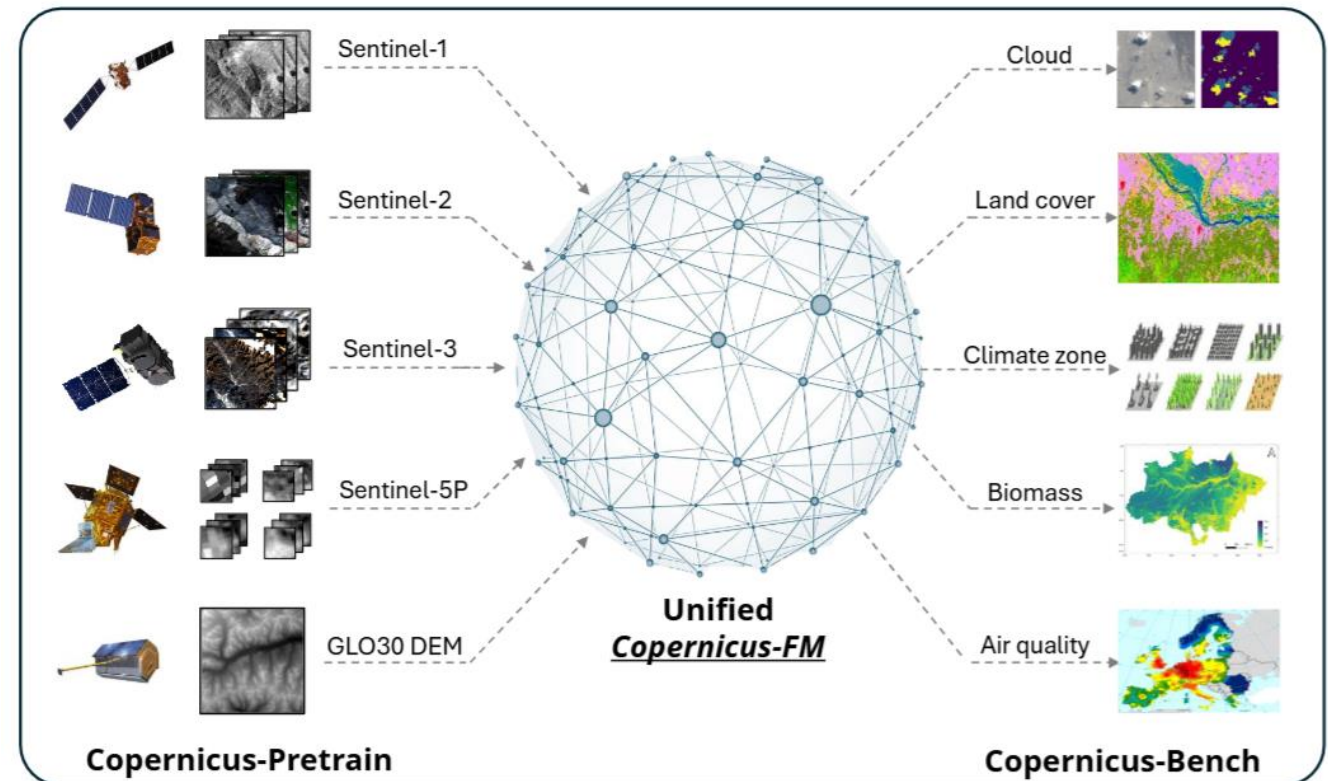 Sentinel-1
Sentinel-2
Sentinel-3
Sentinel-5P
GLO30 DEM
Copernicus-Pretrain
Unified
Copernicus-FM
Cloud
Land cover
Climate zone
Biomass
A
Air quality
Copernicus-Bench